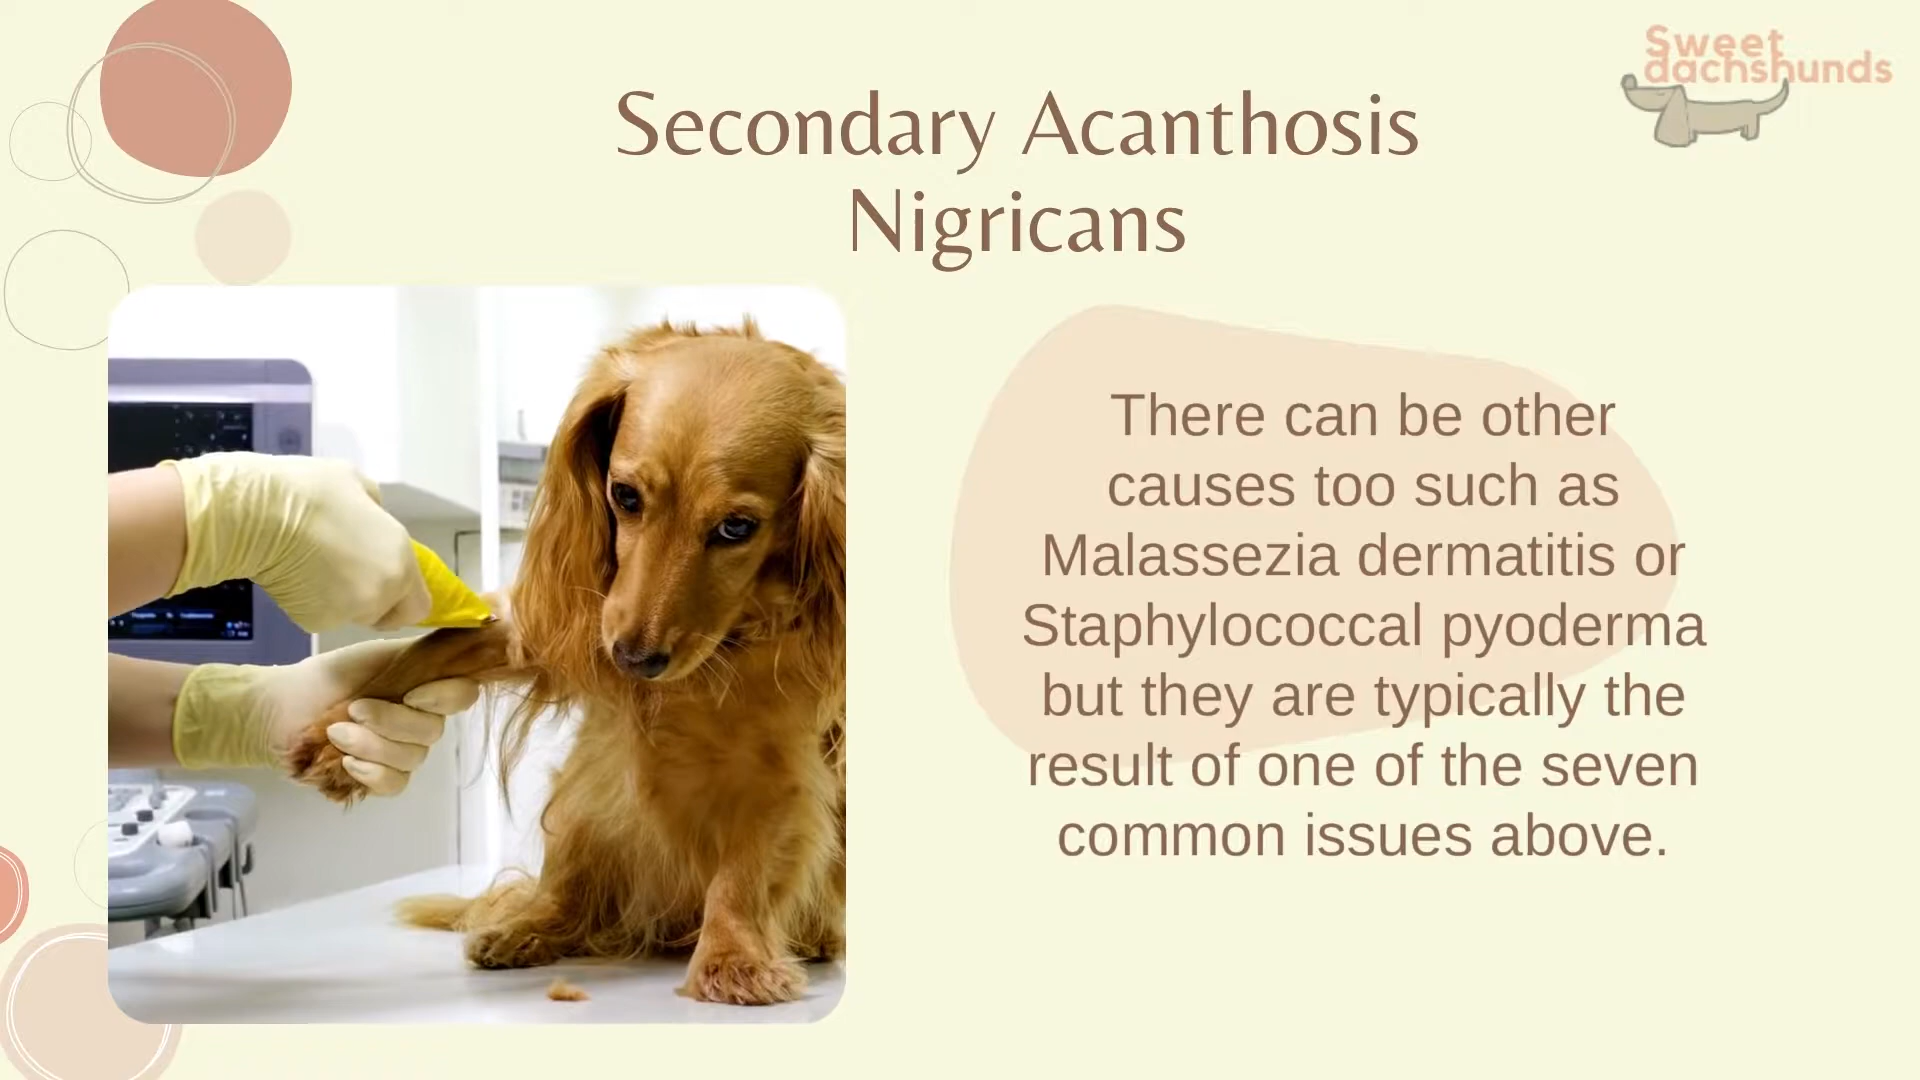 Sweet
dachshunds
Secondary Acanthosis
Nigricans
There can be other
causes too such as
Malassezia dermatitis or
Staphylococcal pyoderma
but they are typically the
result of one of the seven
common issues above.